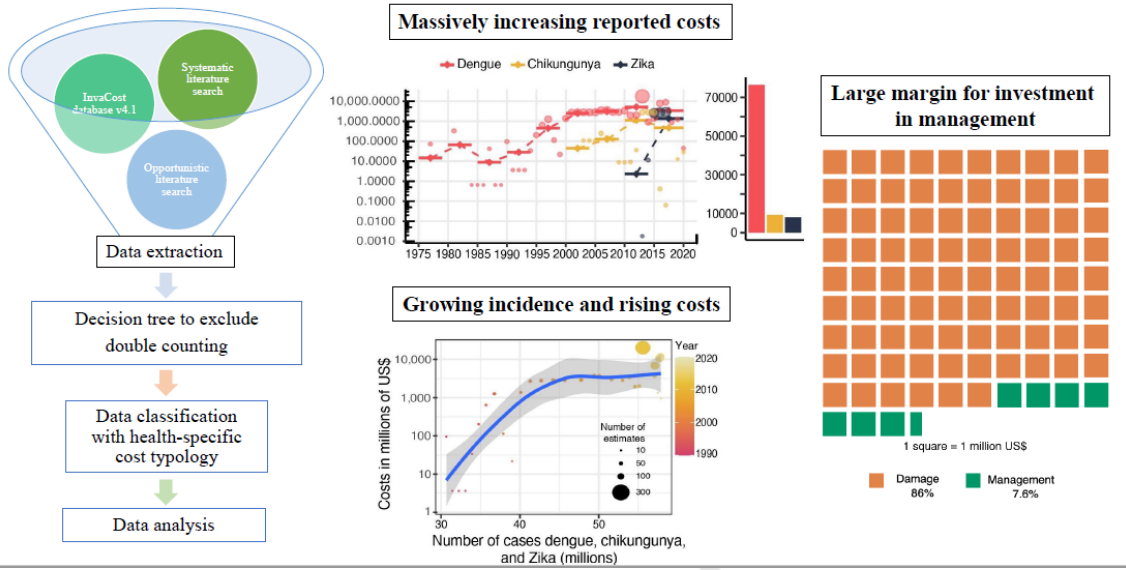 InvaCost
database v4.1
Systematic
literature
search
Opportunistic
literature
search
Data extraction
Decision tree to exclude
double counting
Data classification
with health-specific
cost typology
Data analysis
Massively increasing reported costs
Dengue
Chikungunya
Zika
10,000.0000
1,000.0000
100.0000
10.0000
1.0000
0.1000
0.0100
0.0010
1975 1980 1985 1990 1995 2000 2005 2010 2015 2020
70000
50000
30000
10000
0
Growing incidence and rising costs
Costs in millions of US$
10,000
1,000
100
10
1
30 40 50
Number of cases dengue, chikungunya,
and Zika (millions)
Year
2020
2010
2000
1990
Number of
estimates
10
50
100
300
Large margin for investment
in management
1 square = 1 million US$
Damage
86%
Management
7.6%